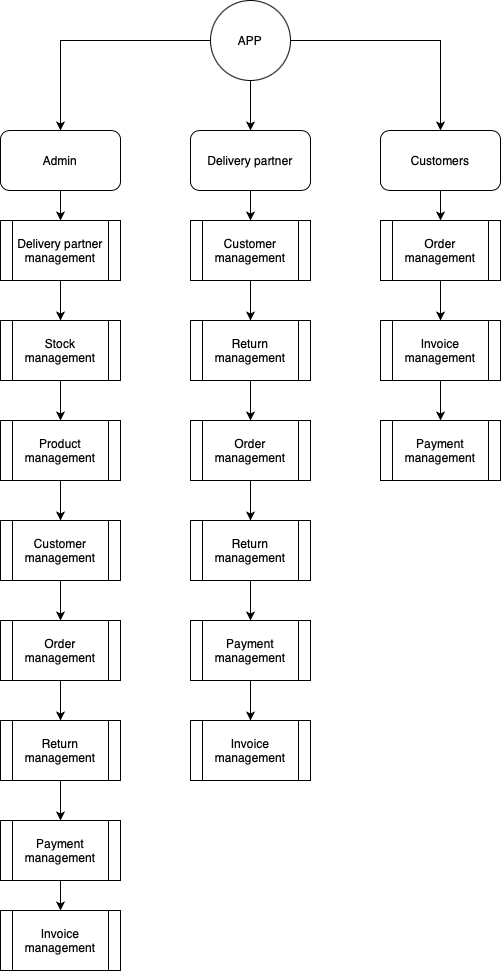 APP
Admin
Delivery partner
management
Stock
management
Product
management
Customer
management
Order
management
Return
management
Payment
management
Invoice
management
Delivery partner
Customer
management
Return
management
Order
management
Return
management
Payment
management
Invoice
management
Customers
Order
management
Invoice
management
Payment
management